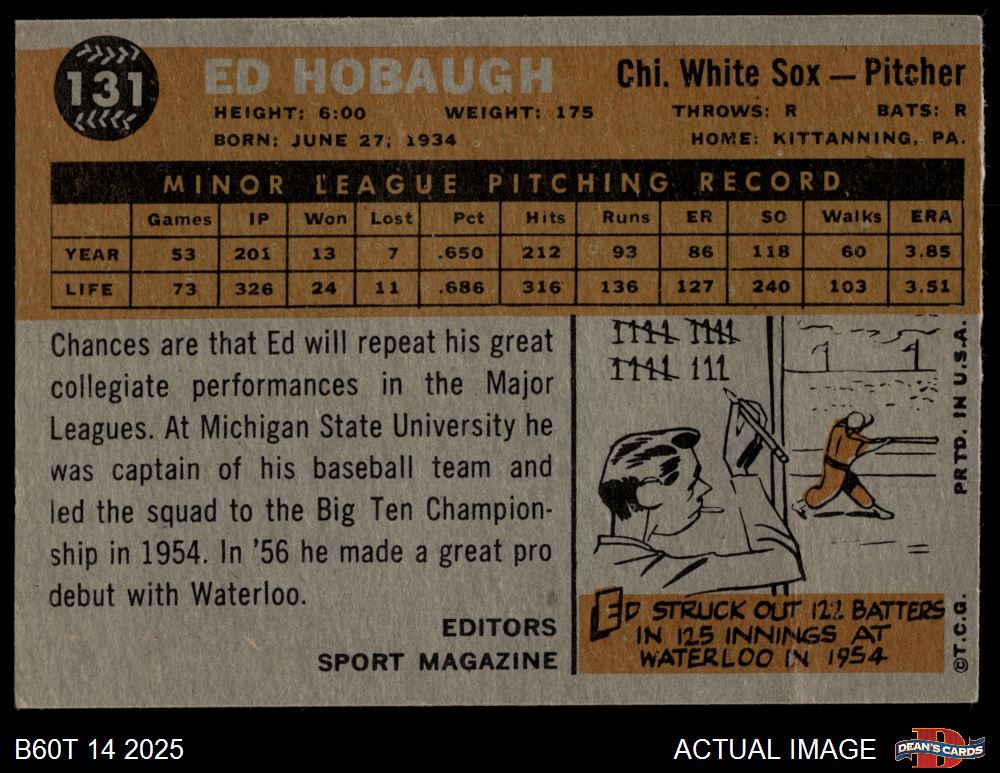 131
ED HOBAUGH
Chi. White Sox — Pitcher
HEIGHT: 6:00 WEIGHT: 175 THROWS: R BATS: R
BORN: JUNE 27; 1934 HOME: KITTANNING, PA.
MINOR LEAGUE PITCHING RECORD
Games IP Won Lost Pct Hits Runs ER SO Walks ERA
YEAR 53 201 13 7 .650 212 93 86 118 60 3.85
LIFE 73 326 24 11 .686 316 136 127 240 103 3.51
Chances are that Ed will repeat his great
collegiate performances in the Major
Leagues. At Michigan State University he
was captain of his baseball team and
led the squad to the Big Ten Champion-
ship in 1954. In '56 he made a great pro
debut with Waterloo.
EDITORS
SPORT MAGAZINE
ED STRUCK OUT 122 BATTERS
IN 125 INNINGS AT
WATERLOO IN 1954
PRTD. IN U.S.A.
©T.C.G.
B60T 14 2025
ACTUAL IMAGE
D
DEAN'S CARDS